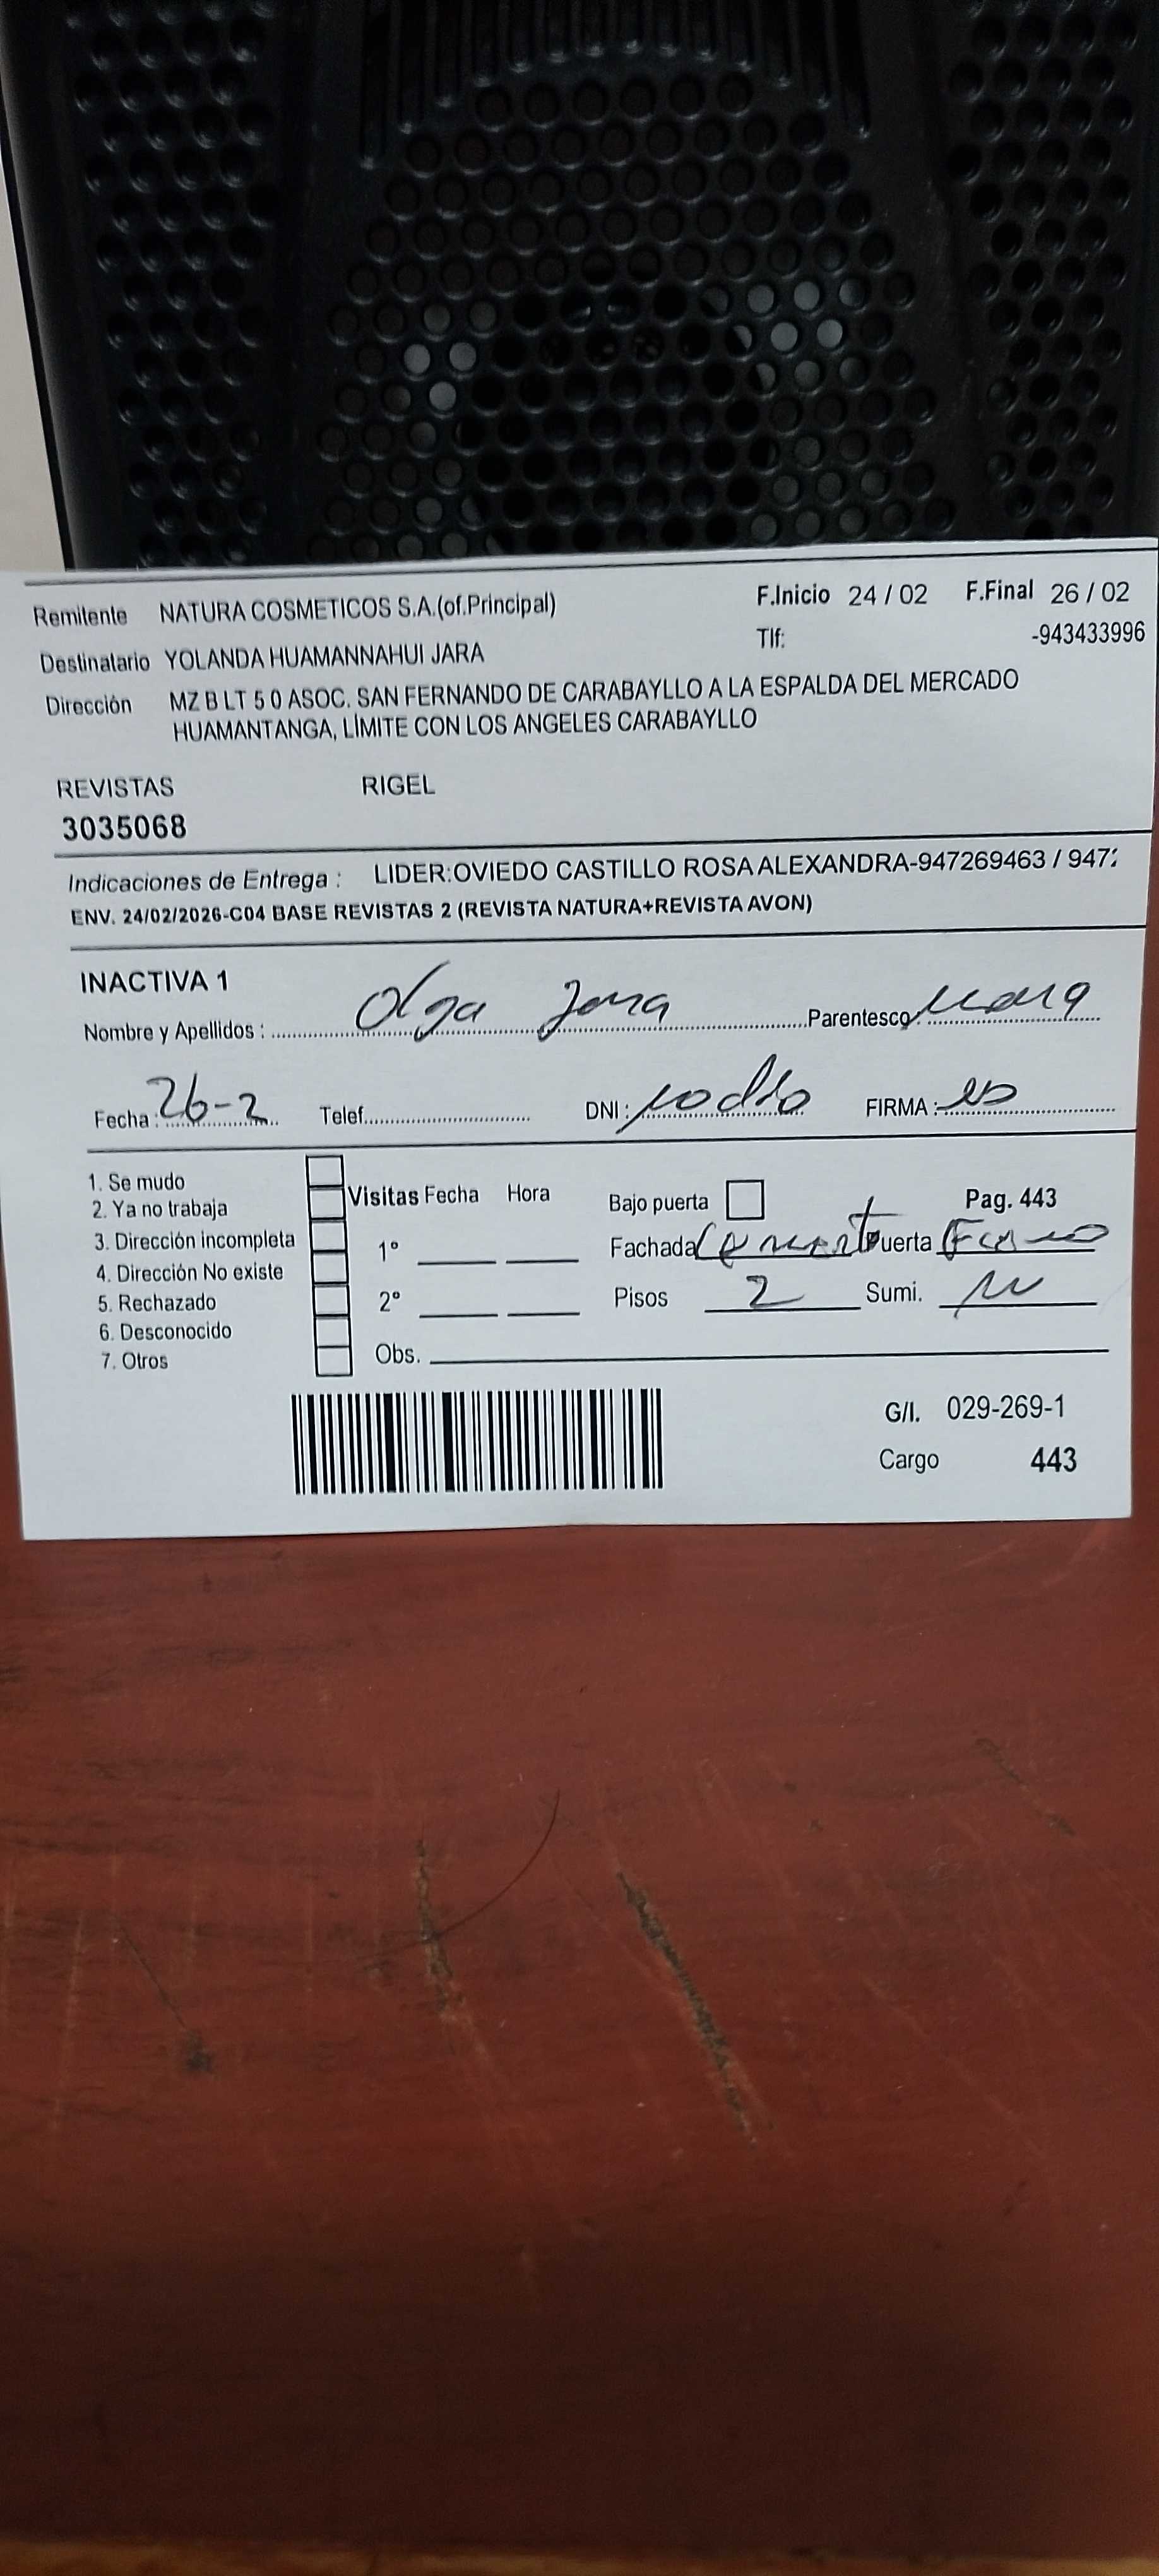 Remitente NATURA COSMETICOS S.A.(of.Principal) F.Inicio 24 / 02 F.Final 26 / 02
Tlf: -943433996
Destinatario YOLANDA HUAMANNAHUI JARA
Dirección MZ B LT 5 0 ASOC. SAN FERNANDO DE CARABAYLLO A LA ESPALDA DEL MERCADO
HUAMANTANGA, LÍMITE CON LOS ANGELES CARABAYLLO
REVISTAS RIGEL
3035068
Indicaciones de Entrega : LIDER:OVIEDO CASTILLO ROSA ALEXANDRA-947269463 / 947
ENV. 24/02/2026-C04 BASE REVISTAS 2 (REVISTA NATURA+REVISTA AVON)
INACTIVA 1
Nombre y Apellidos : Olga Jara Parentesco
Fecha : 26-2 Telef. DNI : FIRMA :
1. Se mudo
2. Ya no trabaja
3. Dirección incompleta
4. Dirección No existe
5. Rechazado
6. Desconocido
7. Otros
Visitas Fecha Hora
1º
2º
Obs.
Bajo puerta Pag. 443
Fachada Puerta
Pisos 2 Sumi.
G/I. 029-269-1
Cargo 443